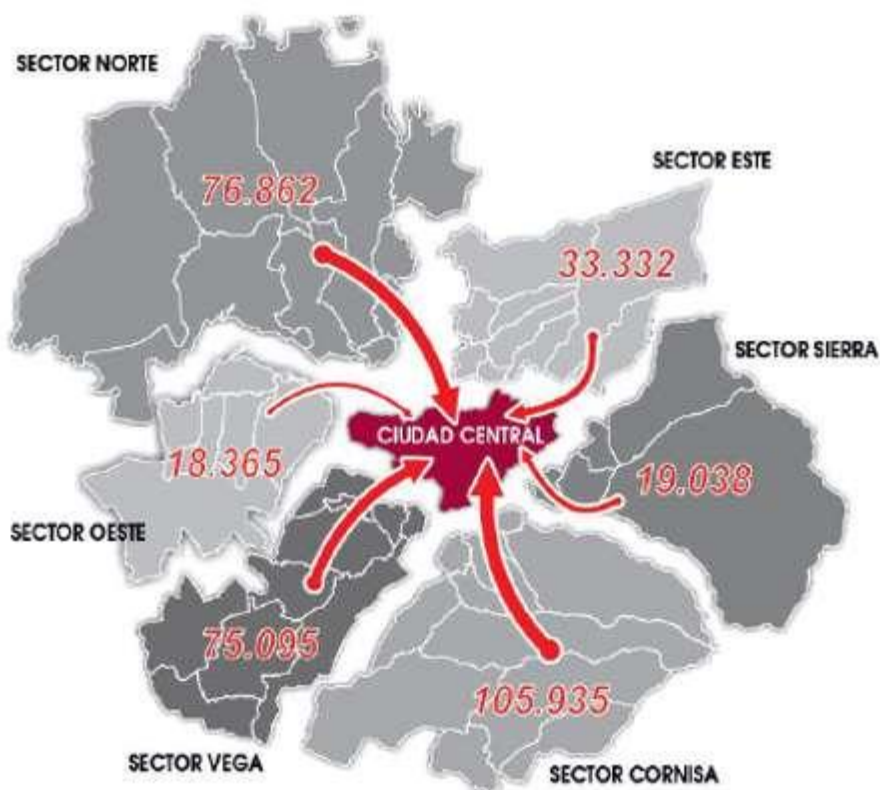 SECTOR NORTE
76.862
SECTOR ESTE
33.332
SECTOR SIERRA
CIUDAD CENTRAL
18.365
19.038
SECTOR OESTE
75.095
105.935
SECTOR VEGA
SECTOR CORNISA